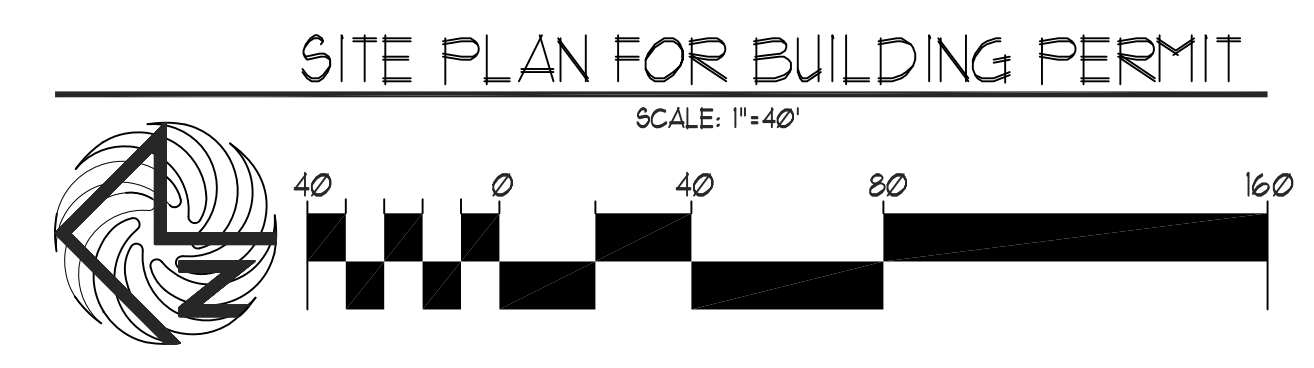 SITE PLAN FOR BUILDING PERMIT
SCALE: 1"=40'
40 0 40 80 160
N